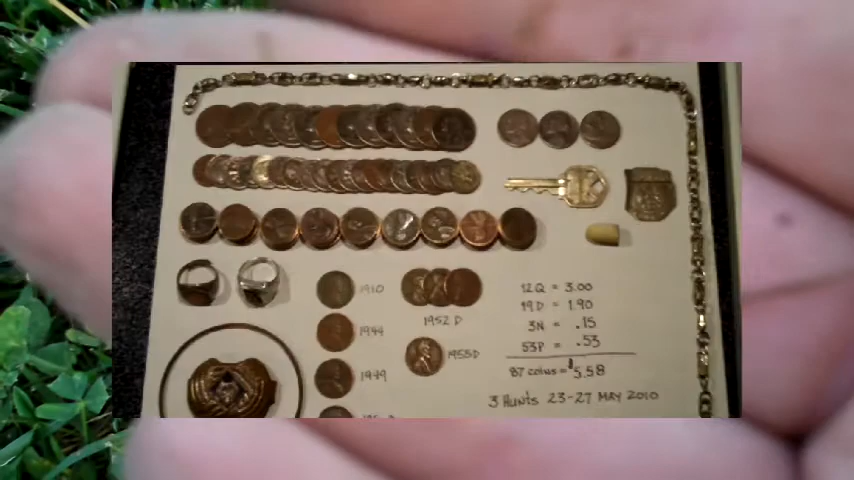 1910
1944
1949
1952 D
1953D
12Q = 3.00
19D = 1.90
3N = .15
53P = .53
87 coins = $5.58
3 HUNTS 23-27 MAY 2010